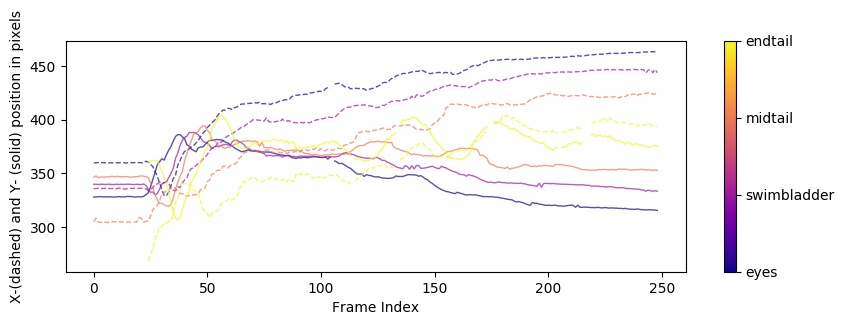 X-(dashed) and Y- (solid) position in pixels
450
400
350
300
0 50 100 150 200 250
Frame Index
endtail
midtail
swimbladder
eyes